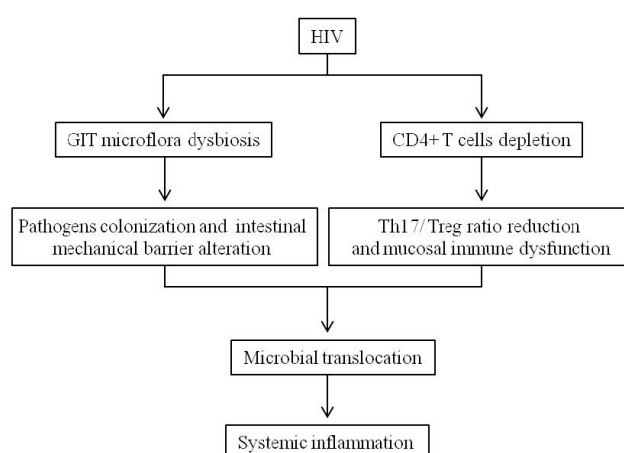 HIV
GIT microflora dysbiosis
CD4+ T cells depletion
Pathogens colonization and intestinal
mechanical barrier alteration
Th17/Treg ratio reduction
and mucosal immune dysfunction
Microbial translocation
Systemic inflammation